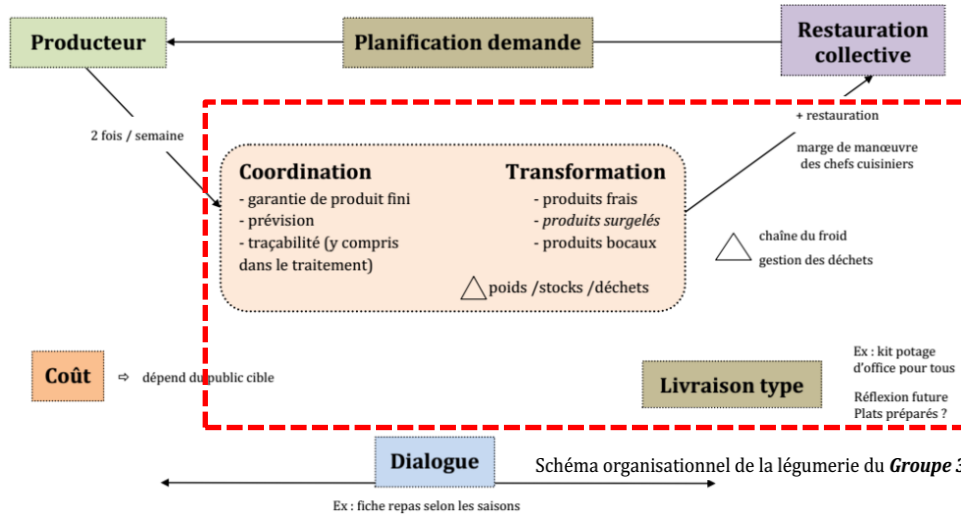 Producteur
Planification demande
Restauration
collective
2 fois / semaine
+ restauration
marge de manœuvre
des chefs cuisiniers
Coordination
- garantie de produit fini
- prévision
- traçabilité (y compris
dans le traitement)
Transformation
- produits frais
- produits surgelés
- produits bocaux
poids /stocks /déchets
chaîne du froid
gestion des déchets
Coût
⇨ dépend du public cible
Livraison type
Ex : kit potage
d'office pour tous
Réflexion future
Plats préparés ?
Dialogue
Schéma organisationnel de la légumerie du Groupe 3
Ex : fiche repas selon les saisons